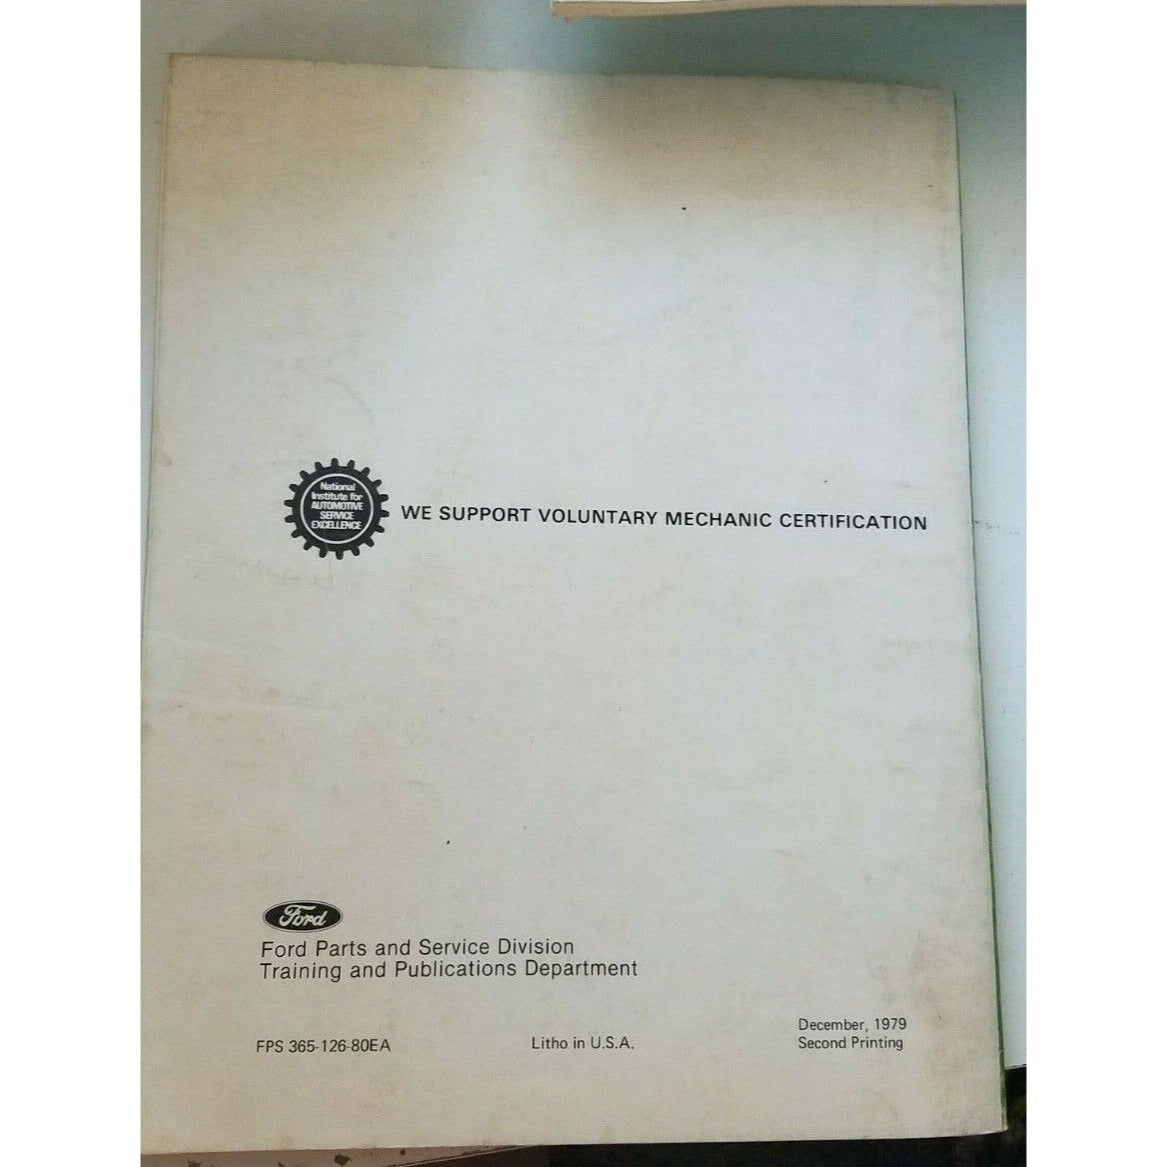 National
Institute for
AUTOMOTIVE
SERVICE
EXCELLENCE
WE SUPPORT VOLUNTARY MECHANIC CERTIFICATION
Ford
Ford Parts and Service Division
Training and Publications Department
FPS 365-126-80EA
Litho in U.S.A.
December, 1979
Second Printing